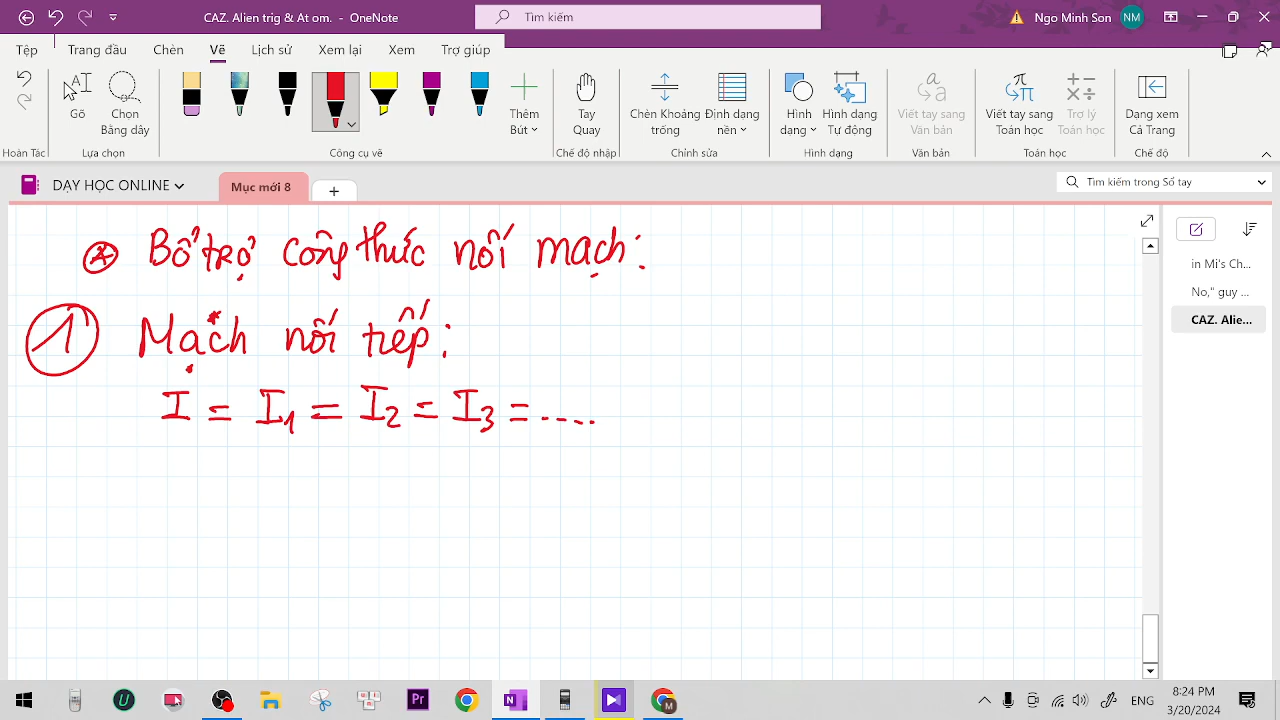 CAZ. Alien At On. - OneNote
Tìm kiếm
Ngo Minh Son
NM
Tệp Trang đầu Chèn Vẽ Lịch sử Xem lại Xem Trợ giúp
Gõ
Chọn Bằng dây
Thêm Bút
Tay Quay
Chèn Khoảng trống
Định dạng nền
Hình dạng
Hình dạng Tự động
Viết tay sang Văn bản
Viết tay sang Toán học
Trợ lý Toán học
Dạng xem Cả Trang
Hoàn Tác Lựa chọn Công cụ vẽ Chế độ nhập Chỉnh sửa Hình dạng Văn bản Toán học Chế độ
DẠY HỌC ONLINE
Mục mới 8
+
Tìm kiếm trong Sổ tay
in Mi's Ch...
No," guy ...
CAZ. Alie...
Bổ trợ công thức nối mạch:
1 Mạch nối tiếp:
I = I₁ = I₂ = I₃ = ....
ENG
8:24 PM
3/20/2024